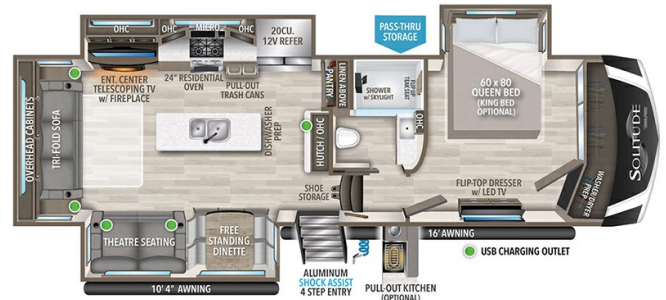 OHC
MICRO
OHC
20CU.
12V REFER
PASS-THRU
STORAGE
ENT. CENTER
TELESCOPING TV
w/ FIREPLACE
24" RESIDENTIAL
OVEN
PULL-OUT
TRASH CANS
LINEN ABOVE
PANTRY
SHOWER
w/ SKYLIGHT
FLIP-UP
TEAK SEAT
60 x 80
QUEEN BED
(KING BED
OPTIONAL)
OVERHEAD CABINETS
TRI-FOLD SOFA
DISHWASHER
PREP
HUTCH / OHC
OHC
SOLITUDE
WASHER/DRYER
PREP
SHOE
STORAGE
FLIP-TOP DRESSER
w/ LED TV
THEATRE SEATING
FREE
STANDING
DINETTE
16' AWNING
USB CHARGING OUTLET
10' 4" AWNING
ALUMINUM
SHOCK ASSIST
4 STEP ENTRY
PULL-OUT KITCHEN
(OPTIONAL)